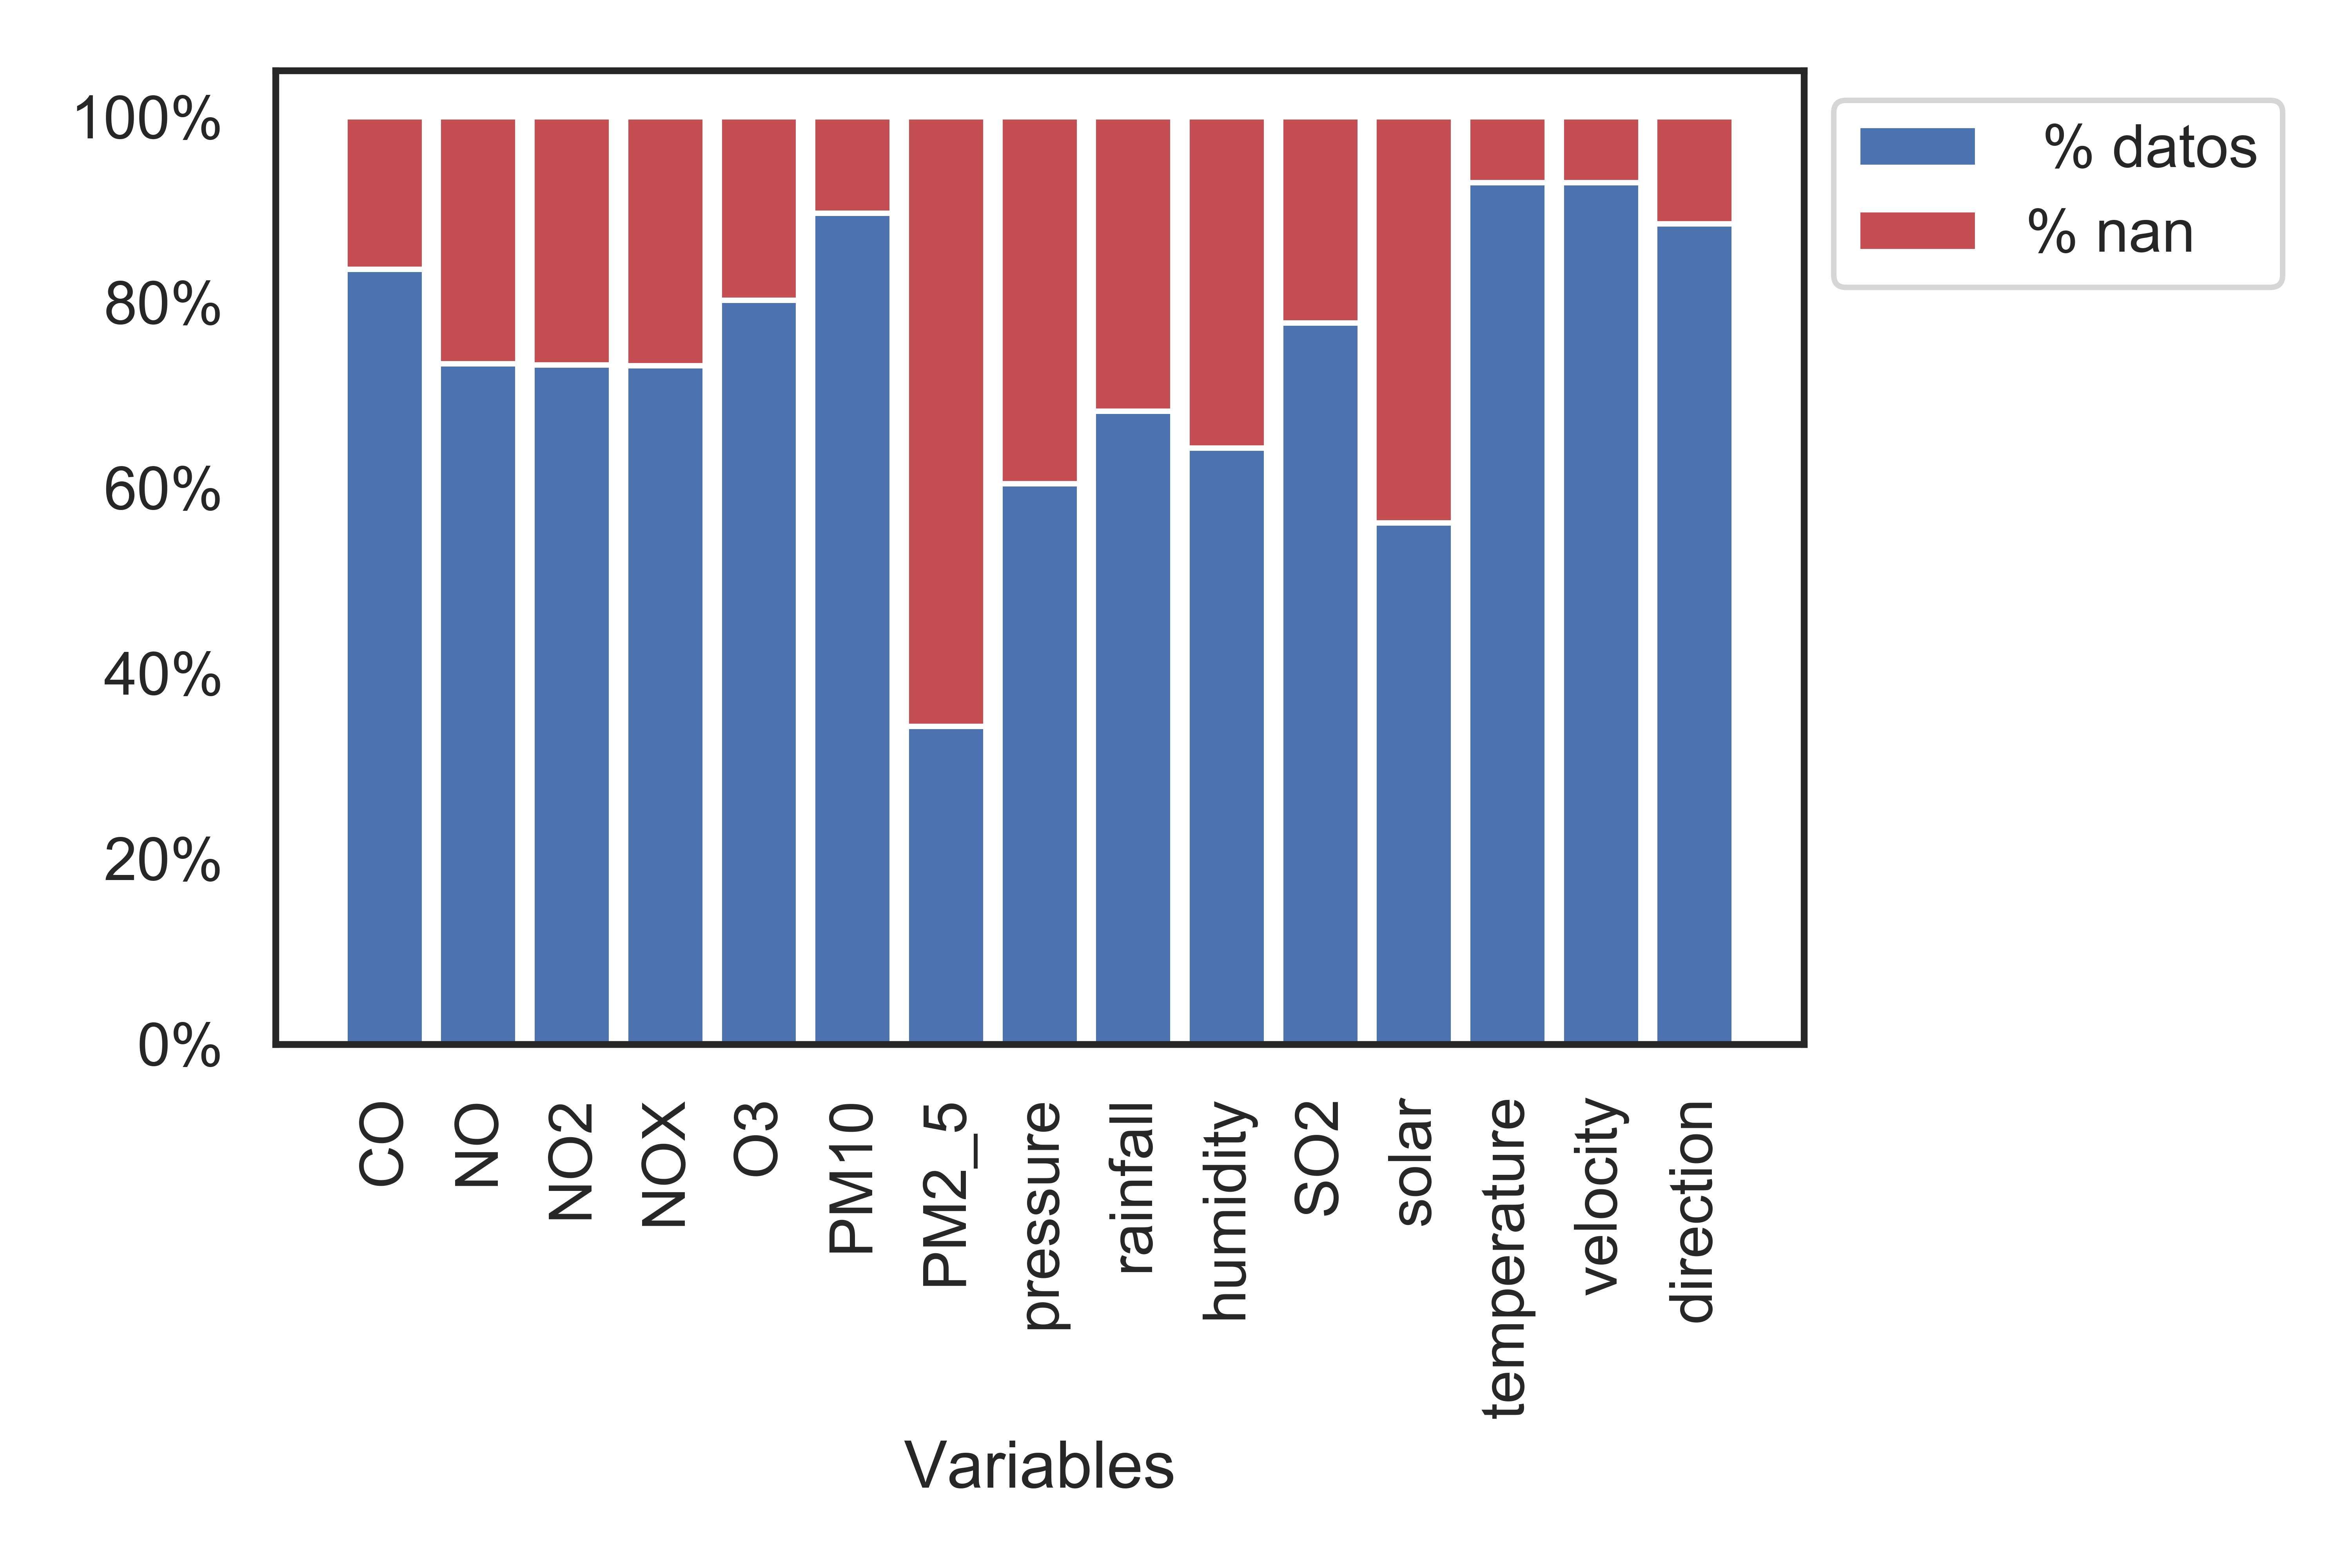 100%
80%
60%
40%
20%
0%
% datos
% nan
CO
NO
NO2
NOX
O3
PM10
PM2_5
pressure
rainfall
humidity
SO2
solar
temperature
velocity
direction
Variables